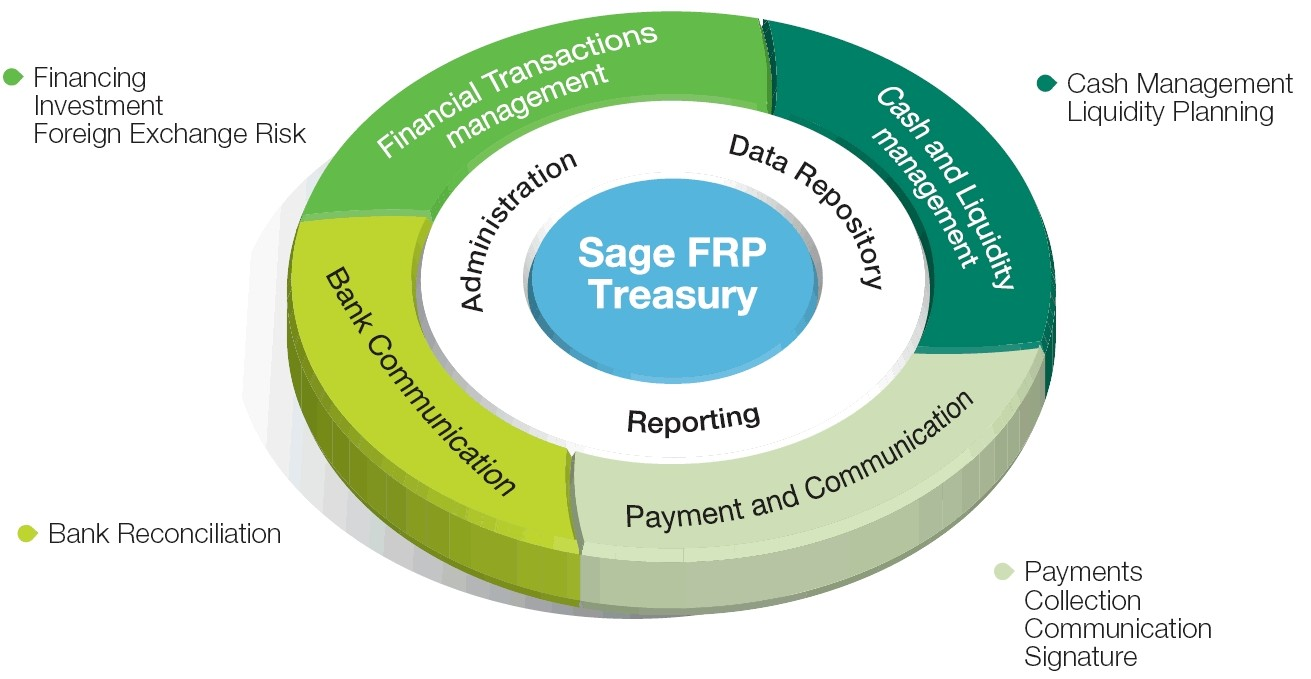 Financial Transactions
management
Financing
Investment
Foreign Exchange Risk
Cash Management
Liquidity Planning
Cash and Liquidity
management
Data Repository
Administration
Sage FRP
Treasury
Bank Communication
Reporting
Payment and Communication
Bank Reconciliation
Payments
Collection
Communication
Signature